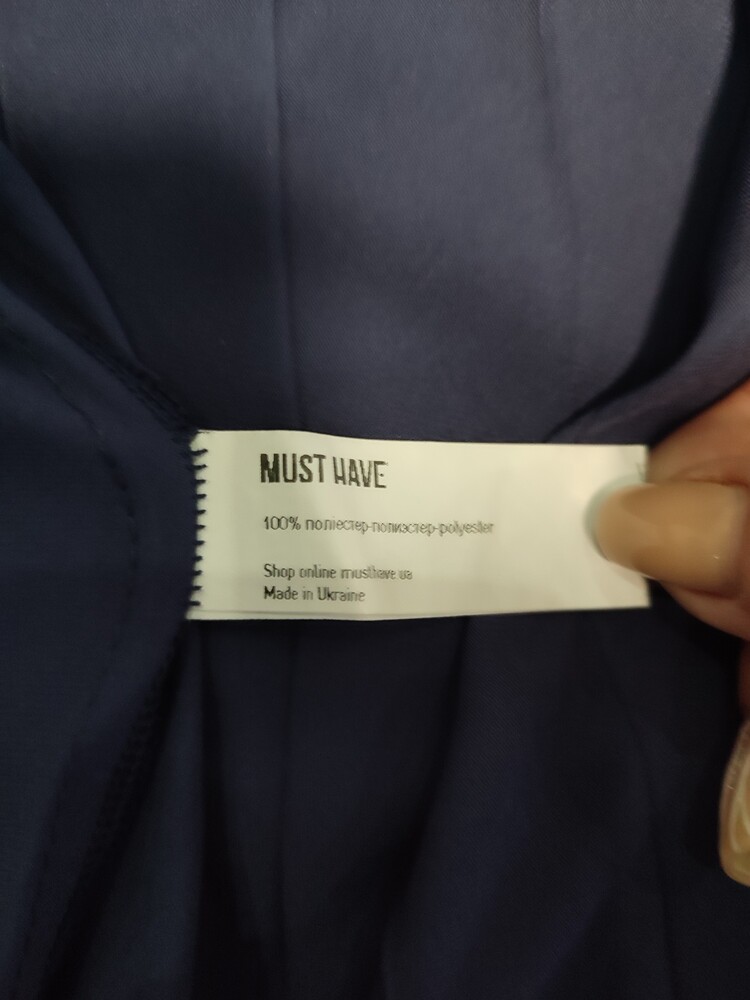 MUST HAVE
100% поліестер-полиэстер-polyester
Shop online musthave.ua
Made in Ukraine